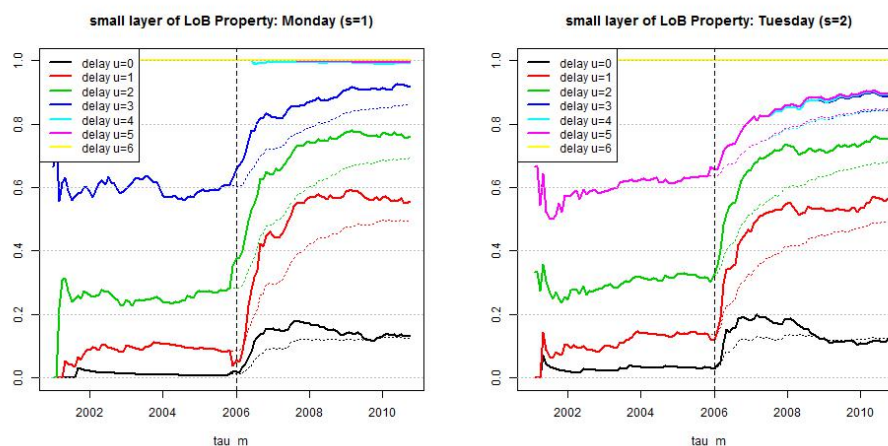 small layer of LoB Property: Monday (s=1)
1.0
0.8
0.6
0.4
0.2
0.0
delay u=0
delay u=1
delay u=2
delay u=3
delay u=4
delay u=5
delay u=6
2002 2004 2006 2008 2010
tau_m
small layer of LoB Property: Tuesday (s=2)
1.0
0.8
0.6
0.4
0.2
0.0
delay u=0
delay u=1
delay u=2
delay u=3
delay u=4
delay u=5
delay u=6
2002 2004 2006 2008 2010
tau_m